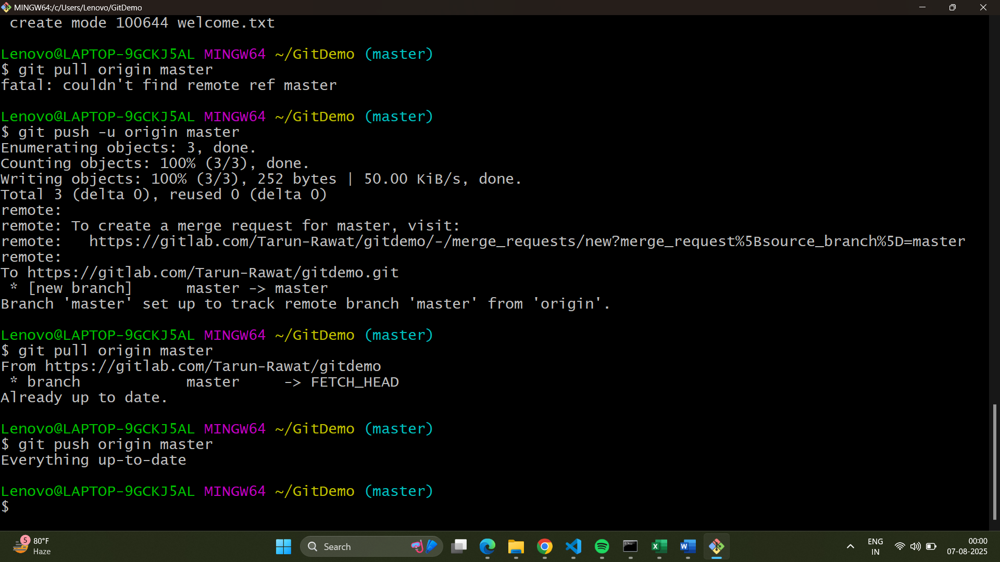 MINGW64:/c/Users/Lenovo/GitDemo
create mode 100644 welcome.txt
Lenovo@LAPTOP-9GCKJ5AL MINGW64 ~/GitDemo (master)
$ git pull origin master
fatal: couldn't find remote ref master
Lenovo@LAPTOP-9GCKJ5AL MINGW64 ~/GitDemo (master)
$ git push -u origin master
Enumerating objects: 3, done.
Counting objects: 100% (3/3), done.
Writing objects: 100% (3/3), 252 bytes | 50.00 KiB/s, done.
Total 3 (delta 0), reused 0 (delta 0)
remote:
remote: To create a merge request for master, visit:
remote:   https://gitlab.com/Tarun-Rawat/gitdemo/-/merge_requests/new?merge_request%5Bsource_branch%5D=master
remote:
To https://gitlab.com/Tarun-Rawat/gitdemo.git
 * [new branch]      master -> master
Branch 'master' set up to track remote branch 'master' from 'origin'.
Lenovo@LAPTOP-9GCKJ5AL MINGW64 ~/GitDemo (master)
$ git pull origin master
From https://gitlab.com/Tarun-Rawat/gitdemo
 * branch            master     -> FETCH_HEAD
Already up to date.
Lenovo@LAPTOP-9GCKJ5AL MINGW64 ~/GitDemo (master)
$ git push origin master
Everything up-to-date
Lenovo@LAPTOP-9GCKJ5AL MINGW64 ~/GitDemo (master)
$
5
80°F
Haze
Search
ENG
IN
00:00
07-08-2025